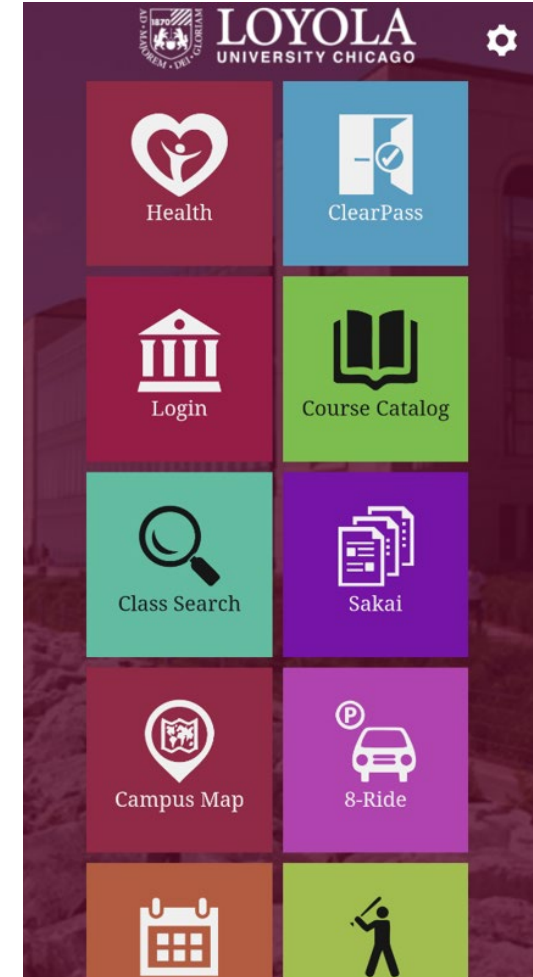 1870
AD · MAJOREM · DEI · GLORIAM
LOYOLA
UNIVERSITY CHICAGO
Health
ClearPass
Login
Course Catalog
Class Search
Sakai
Campus Map
P
8-Ride